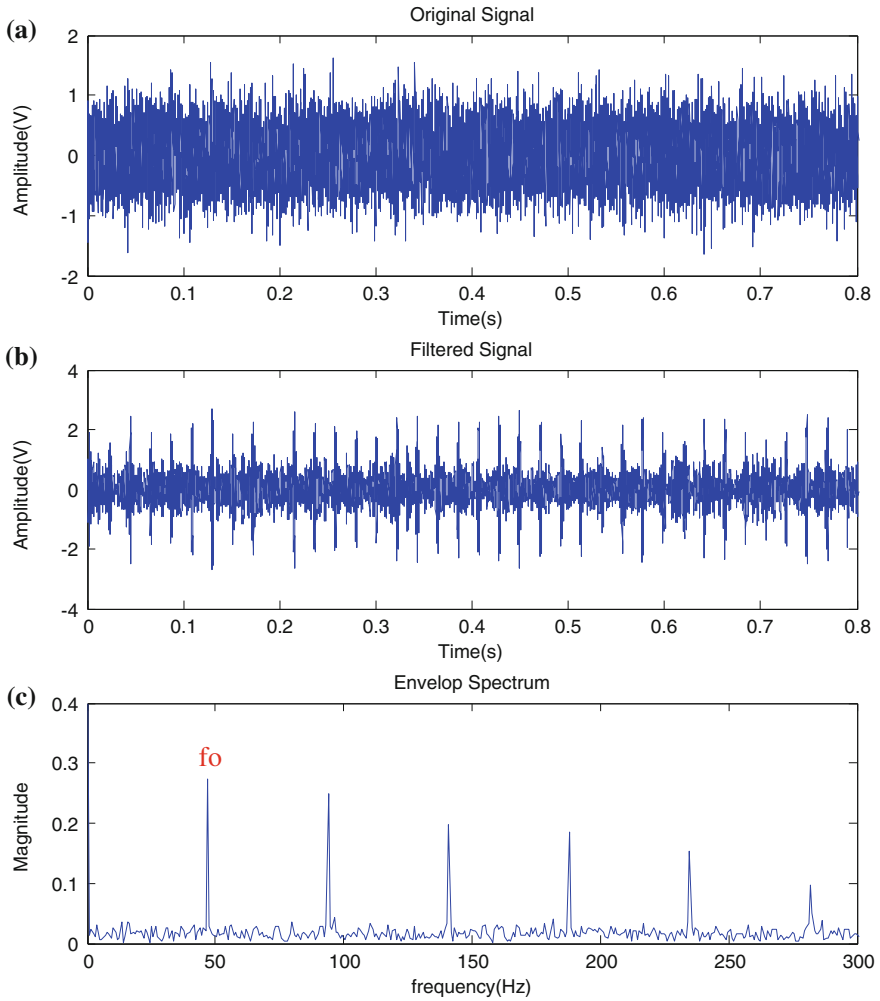 (a)
Original Signal
Amplitude(V)
2
1
0
-1
-2
0 0.1 0.2 0.3 0.4 0.5 0.6 0.7 0.8
Time(s)
(b)
Filtered Signal
Amplitude(V)
4
2
0
-2
-4
0 0.1 0.2 0.3 0.4 0.5 0.6 0.7 0.8
Time(s)
(c)
Envelop Spectrum
Magnitude
0.4
0.3
0.2
0.1
0
fo
0 50 100 150 200 250 300
frequency(Hz)